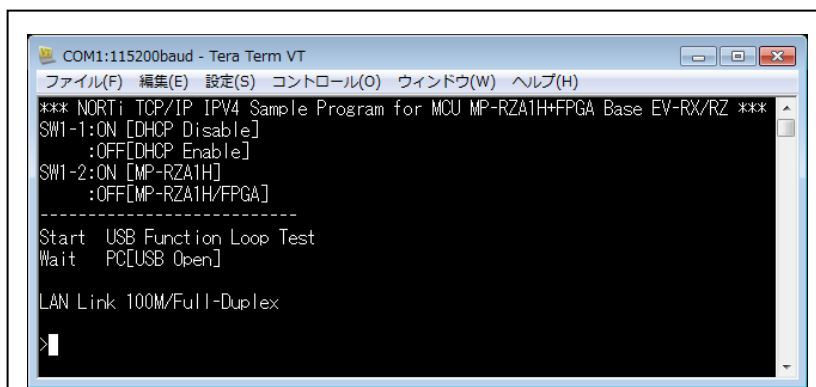 COM1:115200baud - Tera Term VT
ファイル(F) 編集(E) 設定(S) コントロール(O) ウィンドウ(W) ヘルプ(H)
*** NORTi TCP/IP IPV4 Sample Program for MCU MP-RZA1H+FPGA Base EV-RX/RZ ***
SW1-1:ON [DHCP Disable]
:OFF[DHCP Enable]
SW1-2:ON [MP-RZA1H]
:OFF[MP-RZA1H/FPGA]
---------------------------
Start USB Function Loop Test
Wait PC[USB Open]
LAN Link 100M/Full-Duplex
>